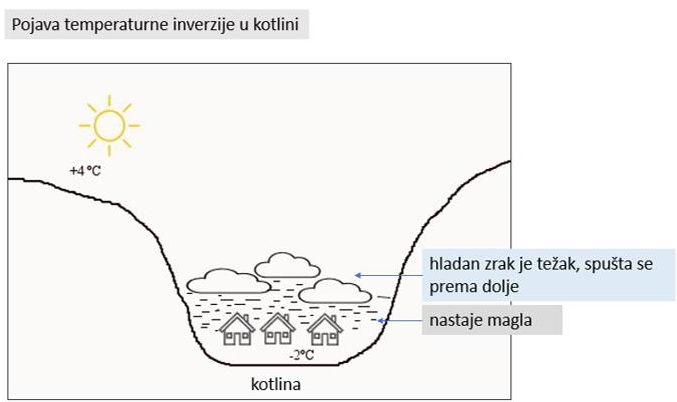 Pojava temperaturne inverzije u kotlini
+4 °C
hladan zrak je težak, spušta se
prema dolje
nastaje magla
-2°C
kotlina